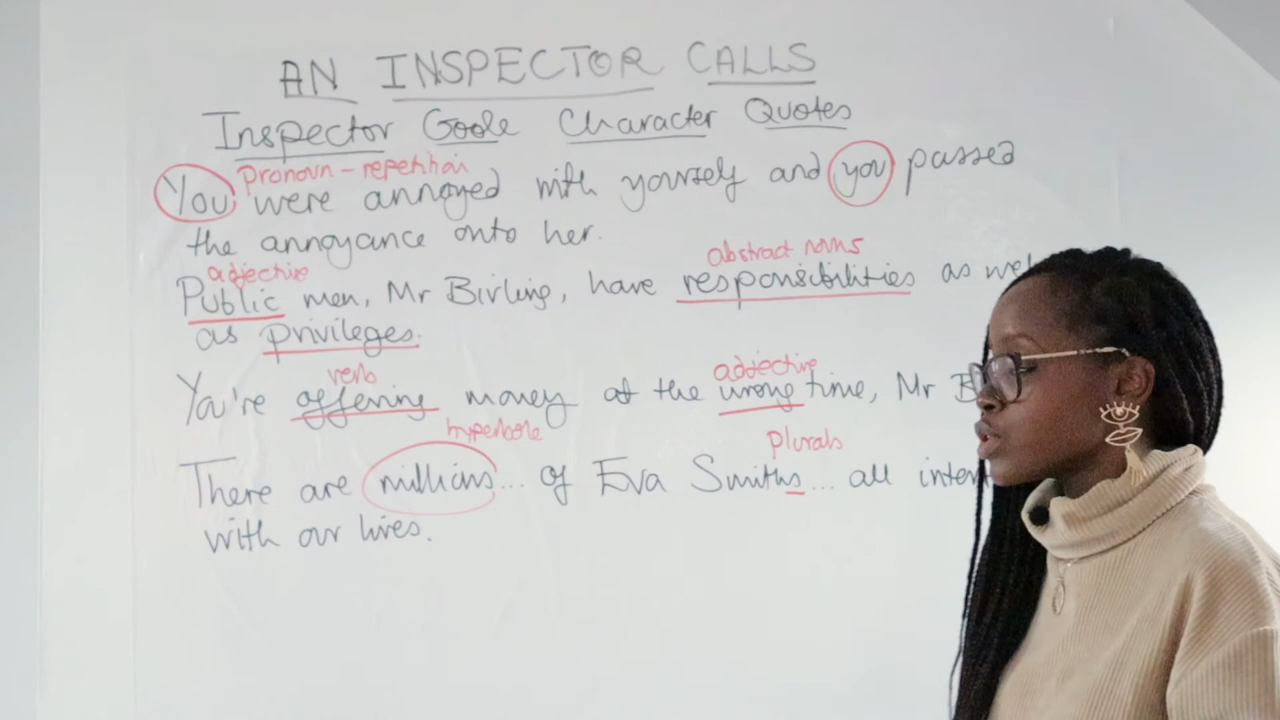 AN INSPECTOR CALLS
Inspector Goole Character Quotes
Pronoun - repetition
You were annoyed with yourself and you passed
the annoyance onto her.
adjective abstract nouns
Public men, Mr Birling, have responsibilities as well
as privileges.
verb adjective
You're offering money at the wrong time, Mr B
hyperbole plurals
There are millions... of Eva Smiths... all inter
with our lives.